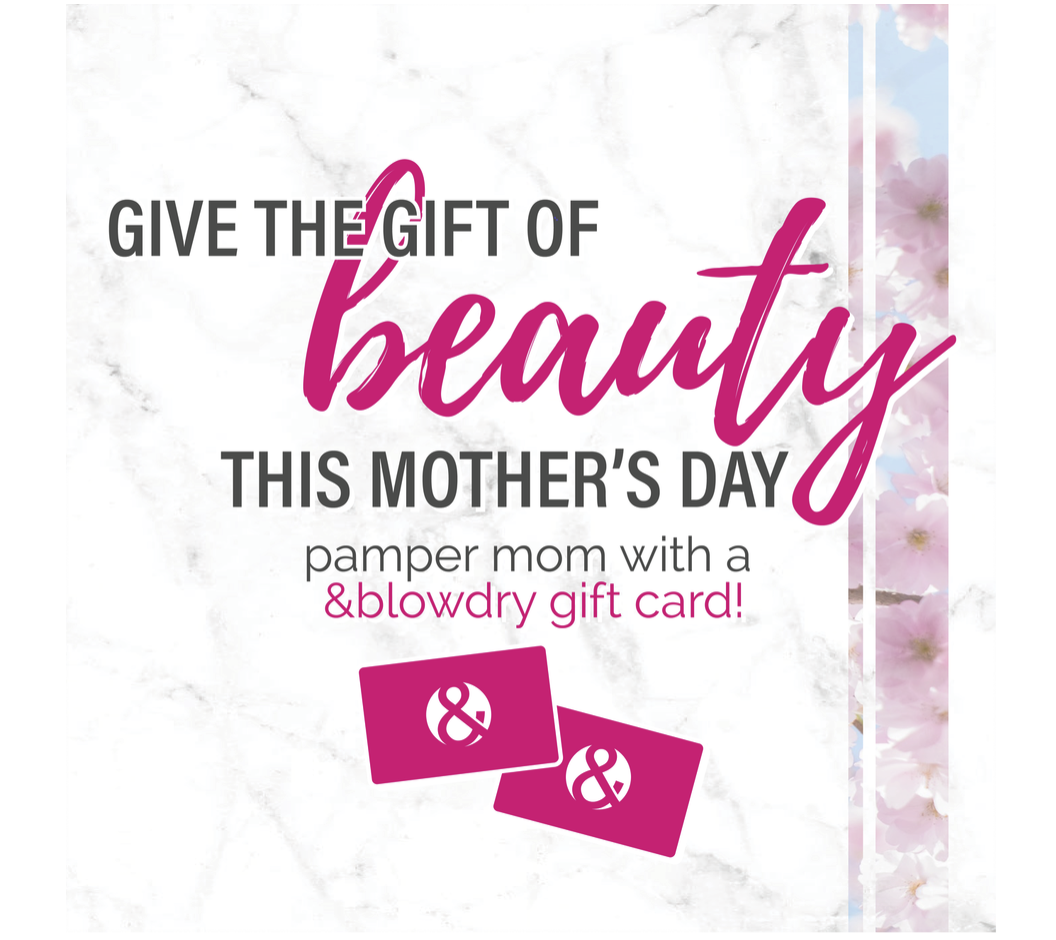 GIVE THE GIFT OF
beauty
THIS MOTHER'S DAY
pamper mom with a
&blowdry gift card!
&
&